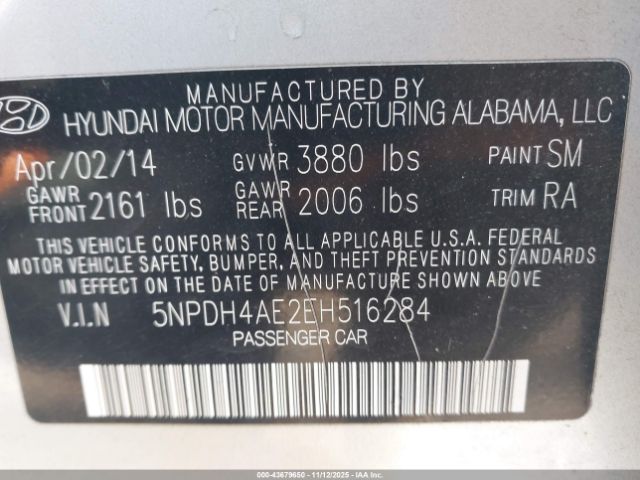 MANUFACTURED BY
HYUNDAI MOTOR MANUFACTURING ALABAMA, LLC
Apr/02/14 GVWR 3880 lbs PAINT SM
GAWR FRONT 2161 lbs GAWR REAR 2006 lbs TRIM RA
THIS VEHICLE CONFORMS TO ALL APPLICABLE U.S.A. FEDERAL
MOTOR VEHICLE SAFETY, BUMPER, AND THEFT PREVENTION STANDARDS
IN EFFECT ON THE DATE OF MANUFACTURE SHOWN ABOVE
V.I.N 5NPDH4AE2EH516284
PASSENGER CAR
000-43679650 - 11/12/2025 - IAA Inc.